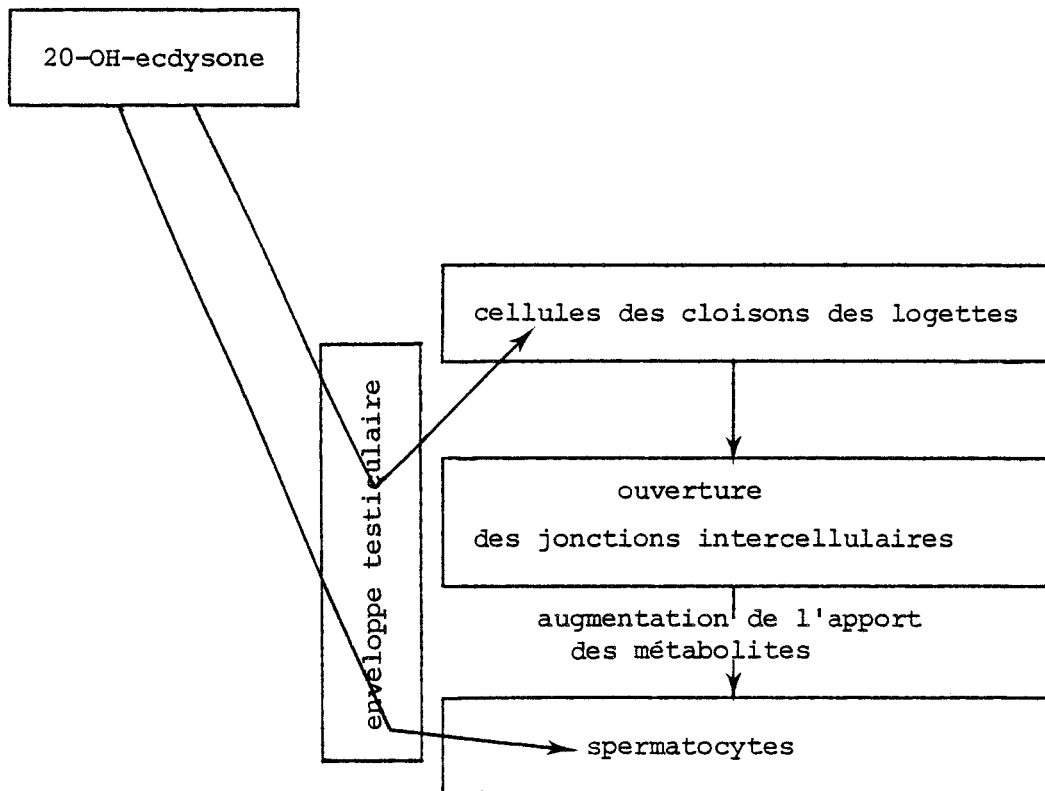 20-OH-ecdysone
cellules des cloisons des logettes
enveloppe testiculaire
ouverture
des jonctions intercellulaires
augmentation de l'apport
des métabolites
spermatocytes